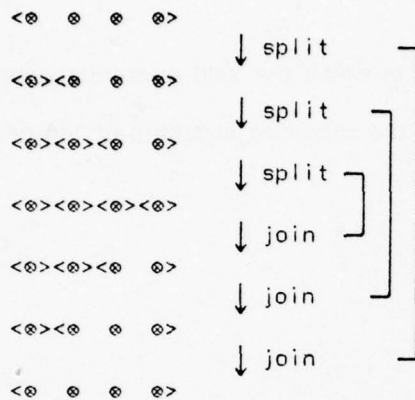 <⊗ ⊗ ⊗ ⊗>
↓ split
<⊗><⊗ ⊗ ⊗>
↓ split
<⊗><⊗><⊗ ⊗>
↓ split
<⊗><⊗><⊗><⊗>
↓ join
<⊗><⊗><⊗ ⊗>
↓ join
<⊗><⊗ ⊗ ⊗>
↓ join
<⊗ ⊗ ⊗ ⊗>